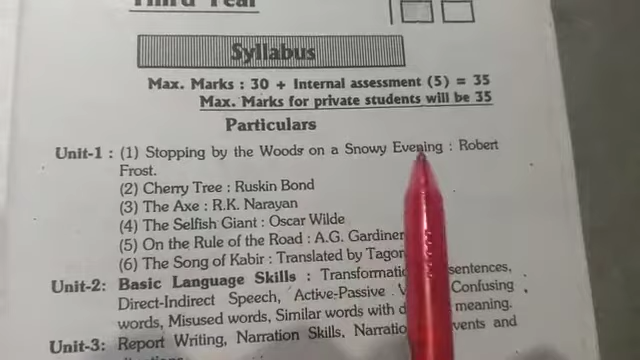 Third Year
Syllabus
Max. Marks : 30 + Internal assessment (5) = 35
Max. Marks for private students will be 35
Particulars
Unit-1 : (1) Stopping by the Woods on a Snowy Evening : Robert
Frost.
(2) Cherry Tree : Ruskin Bond
(3) The Axe : R.K. Narayan
(4) The Selfish Giant : Oscar Wilde
(5) On the Rule of the Road : A.G. Gardiner
(6) The Song of Kabir : Translated by Tagor
Unit-2: Basic Language Skills : Transformatio sentences,
Direct-Indirect Speech, Active-Passive Confusing
words, Misused words, Similar words with d meaning.
Unit-3: Report Writing, Narration Skills, Narratio vents and